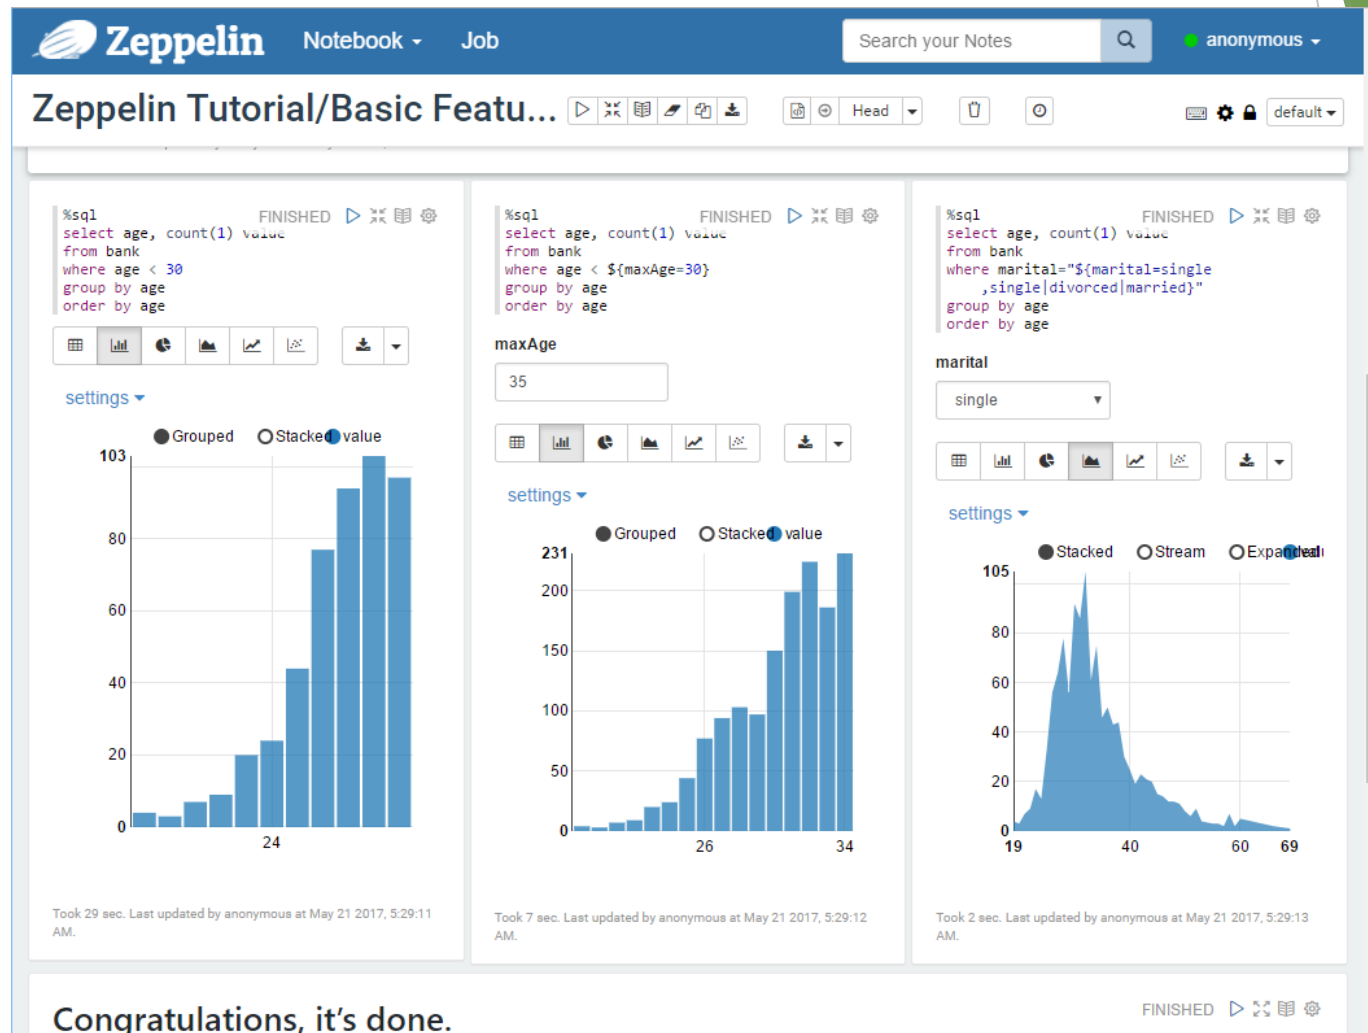 Zeppelin Notebook Job Search your Notes anonymous
Zeppelin Tutorial/Basic Featu... Head default
%sql FINISHED
select age, count(1) value
from bank
where age < 30
group by age
order by age
settings
Grouped Stacked value
103
80
60
40
20
0
24
Took 29 sec. Last updated by anonymous at May 21 2017, 5:29:11
AM.
%sql FINISHED
select age, count(1) value
from bank
where age < ${maxAge=30}
group by age
order by age
maxAge
35
settings
Grouped Stacked value
231
200
150
100
50
0
26 34
Took 7 sec. Last updated by anonymous at May 21 2017, 5:29:12
AM.
%sql FINISHED
select age, count(1) value
from bank
where marital="${marital=single
,single|divorced|married}"
group by age
order by age
marital
single
settings
Stacked Stream Expanded
105
80
60
40
20
0
19 40 60 69
Took 2 sec. Last updated by anonymous at May 21 2017, 5:29:13
AM.
Congratulations, it's done. FINISHED